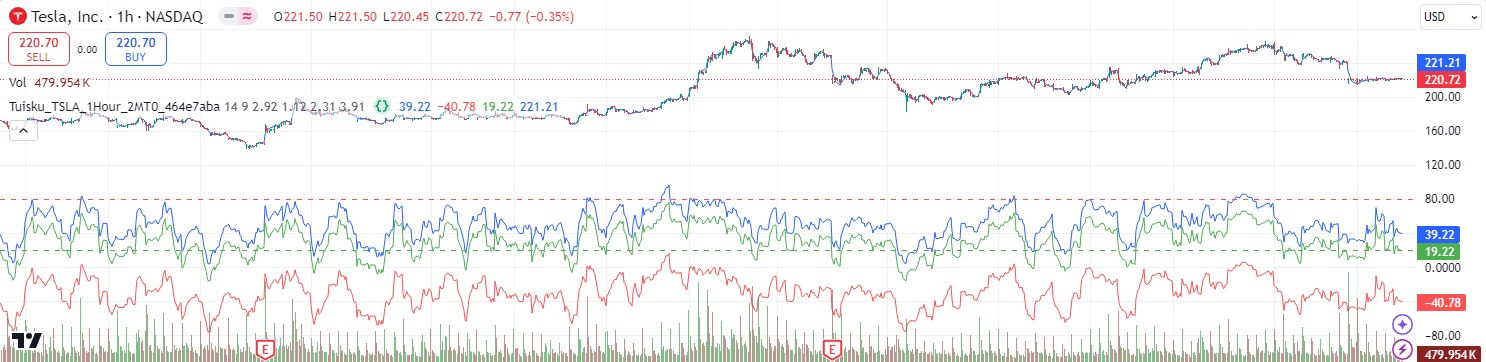 Tesla, Inc. · 1h · NASDAQ O221.50 H221.50 L220.45 C220.72 −0.77 (−0.35%)
USD
220.70 0.00 220.70
SELL BUY
221.21
220.72
Vol 479.954 K
200.00
Tuisku_TSLA_1Hour_2MT0_464e7aba 14 9 2.92 1.12 2.31 3.91 39.22 −40.78 19.22 221.21
160.00
120.00
80.00
39.22
19.22
0.0000
−40.78
−80.00
E E
479.954 K